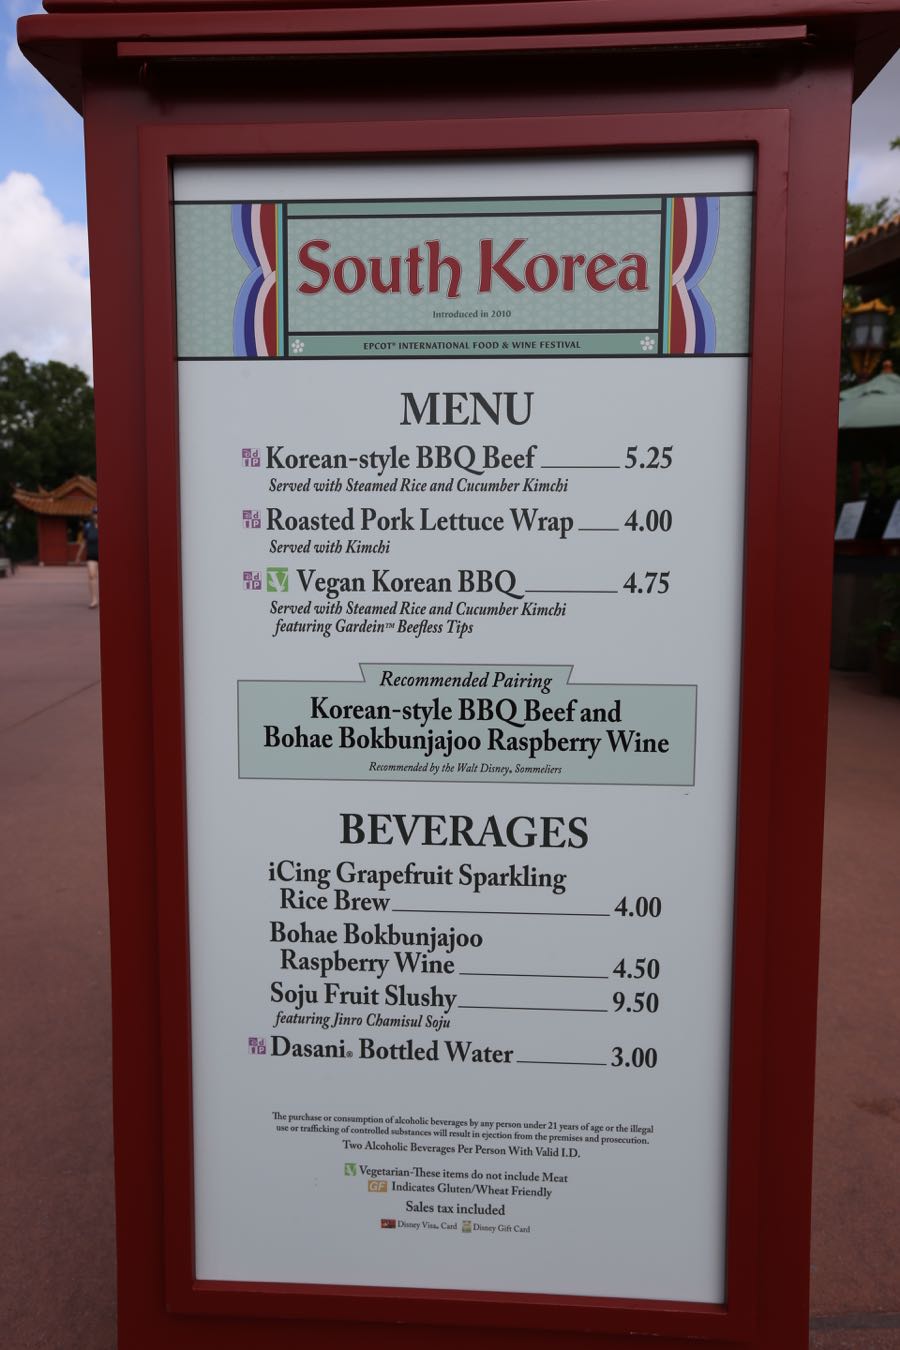 South Korea
Introduced in 2010
EPCOT® INTERNATIONAL FOOD & WINE FESTIVAL
MENU
Korean-style BBQ Beef 5.25
Served with Steamed Rice and Cucumber Kimchi
Roasted Pork Lettuce Wrap 4.00
Served with Kimchi
Vegan Korean BBQ 4.75
Served with Steamed Rice and Cucumber Kimchi
featuring Gardein™ Beefless Tips
Recommended Pairing
Korean-style BBQ Beef and
Bohae Bokbunjajoo Raspberry Wine
Recommended by the Walt Disney® Sommeliers
BEVERAGES
iCing Grapefruit Sparkling
Rice Brew 4.00
Bohae Bokbunjajoo
Raspberry Wine 4.50
Soju Fruit Slushy 9.50
featuring Jinro Chamisul Soju
Dasani® Bottled Water 3.00
The purchase or consumption of alcoholic beverages by any person under 21 years of age or the illegal
use or trafficking of controlled substances will result in ejection from the premises and prosecution.
Two Alcoholic Beverages Per Person With Valid I.D.
V Vegetarian-These items do not include Meat
GF Indicates Gluten/Wheat Friendly
Sales tax included
Disney Visa® Card Disney Gift Card